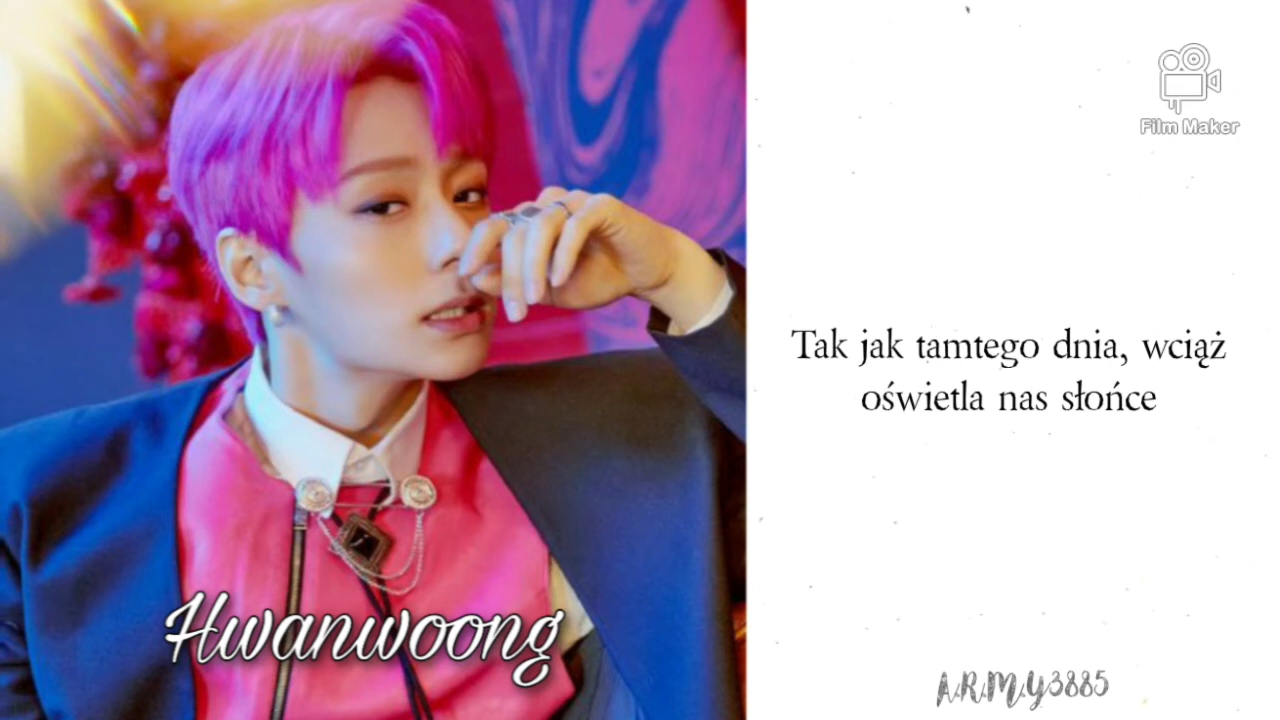 Film Maker
Tak jak tamtego dnia, wciąż
oświetla nas słońce
Hwanwoong
A.R.M.Y3885